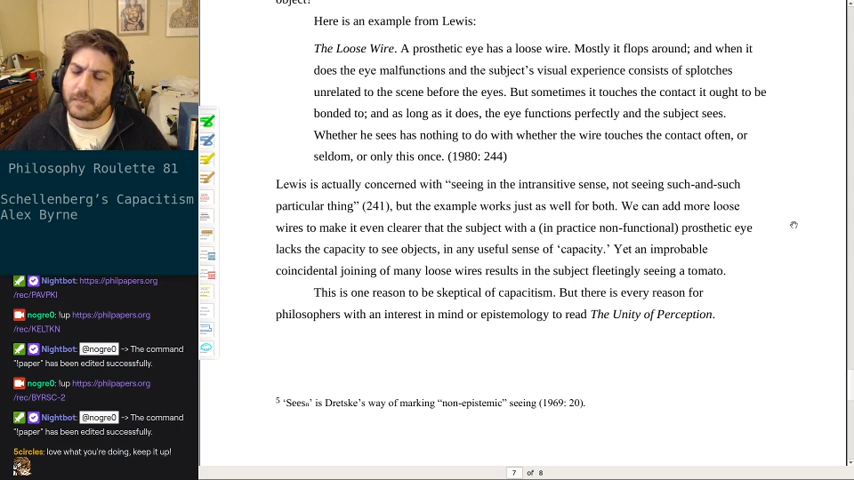 object?
Here is an example from Lewis:
The Loose Wire. A prosthetic eye has a loose wire. Mostly it flops around; and when it
does the eye malfunctions and the subject's visual experience consists of splotches
unrelated to the scene before the eyes. But sometimes it touches the contact it ought to be
bonded to; and as long as it does, the eye functions perfectly and the subject sees.
Whether he sees has nothing to do with whether the wire touches the contact often, or
seldom, or only this once. (1980: 244)
Lewis is actually concerned with “seeing in the intransitive sense, not seeing such-and-such
particular thing” (241), but the example works just as well for both. We can add more loose
wires to make it even clearer that the subject with a (in practice non-functional) prosthetic eye
lacks the capacity to see objects, in any useful sense of ‘capacity.’ Yet an improbable
coincidental joining of many loose wires results in the subject fleetingly seeing a tomato.
This is one reason to be skeptical of capacitism. But there is every reason for
philosophers with an interest in mind or epistemology to read The Unity of Perception.
5 ‘Seesn’ is Dretske’s way of marking “non-epistemic” seeing (1969: 20).
7 of 8
Philosophy Roulette 81
Schellenberg’s Capacitism
Alex Byrne
Nightbot: https://philpapers.org
/rec/PAVPKI
nogre0: !up https://philpapers.org
/rec/KELTKN
Nightbot: @nogre0 -> The command
"!paper" has been edited successfully.
nogre0: !up https://philpapers.org
/rec/BYRSC-2
Nightbot: @nogre0 -> The command
"!paper" has been edited successfully.
5circles: love what you're doing, keep it up!